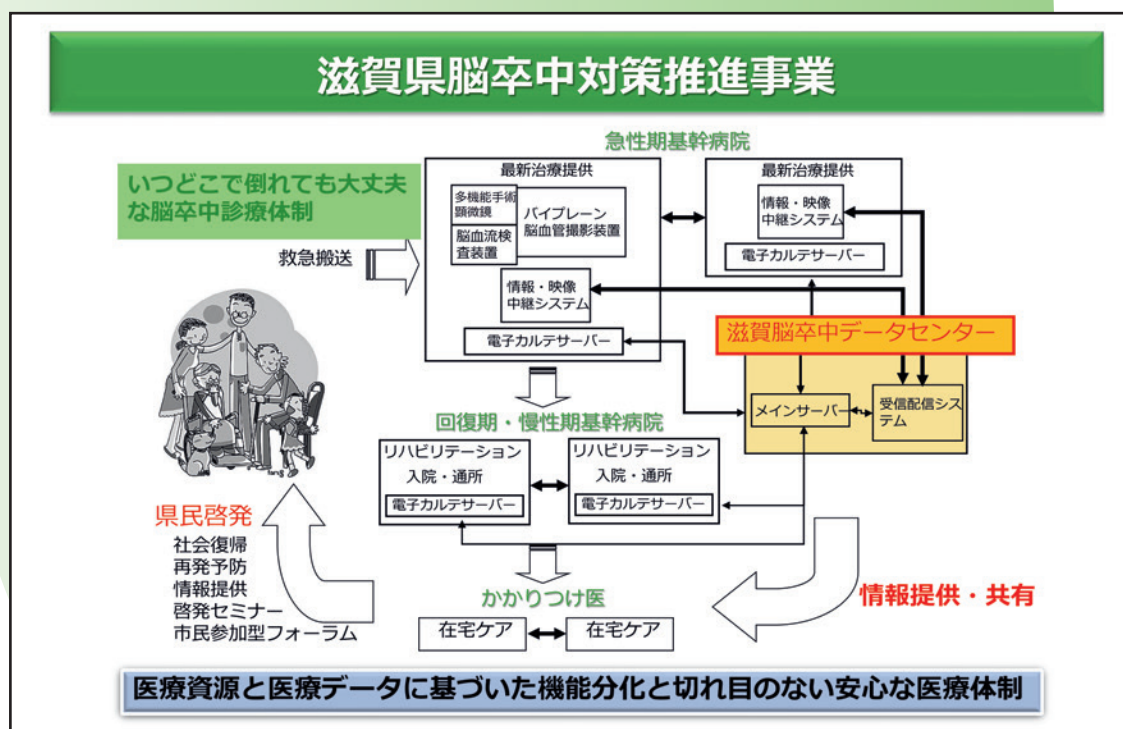 滋賀県脳卒中対策推進事業
急性期基幹病院
いつどこで倒れても大丈夫
な脳卒中診療体制
救急搬送
最新治療提供
多機能手術
顕微鏡
脳血流検
査装置
バイプレーン
脳血管撮影装置
情報・映像
中継システム
電子カルテサーバー
最新治療提供
情報・映像
中継システム
電子カルテサーバー
滋賀脳卒中データセンター
メインサーバー
受信配信シス
テム
回復期・慢性期基幹病院
リハビリテーション
入院・通所
電子カルテサーバー
リハビリテーション
入院・通所
電子カルテサーバー
県民啓発
社会復帰
再発予防
情報提供
啓発セミナー
市民参加型フォーラム
かかりつけ医
在宅ケア
在宅ケア
情報提供・共有
医療資源と医療データに基づいた機能分化と切れ目のない安心な医療体制